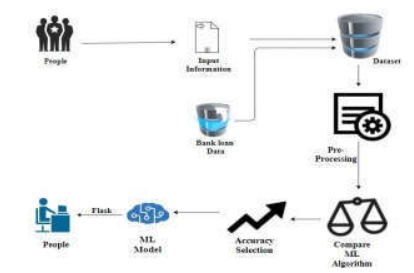 People
Input
Information
Dataset
Bank loan
Data
Pre-
Processing
Flask
People
ML
Model
Accuracy
Selection
Compare
ML
Algorithm